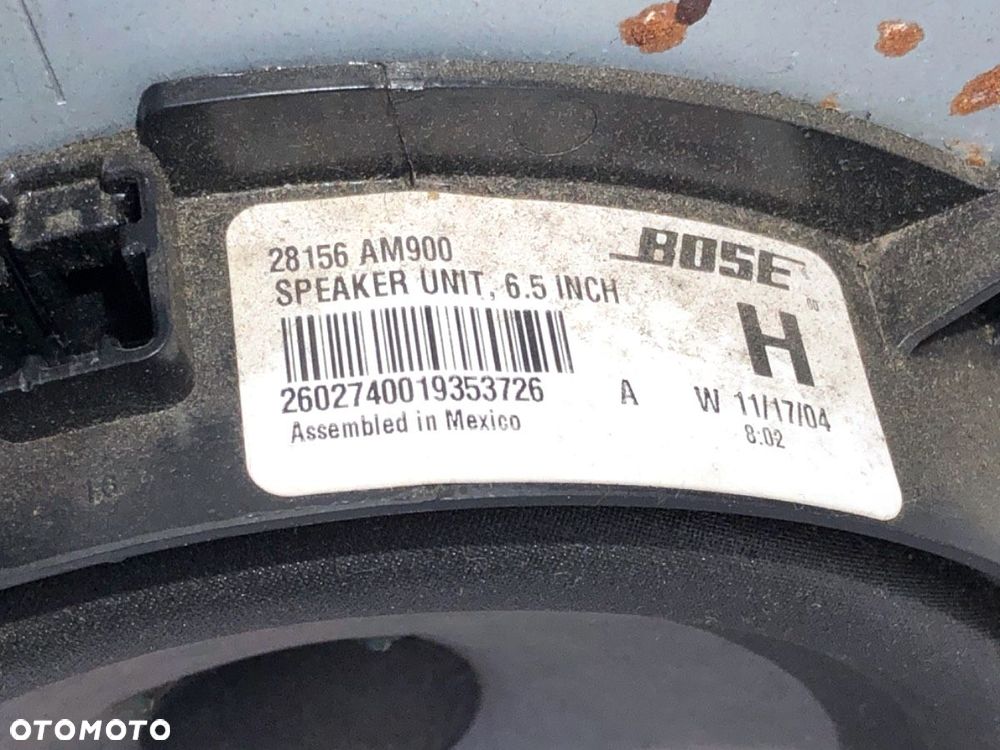 28156 AM900
BOSE
SPEAKER UNIT, 6.5 INCH
H
2602740019353726
A
W 11/17/04
8:02
Assembled in Mexico
OTOMOTO